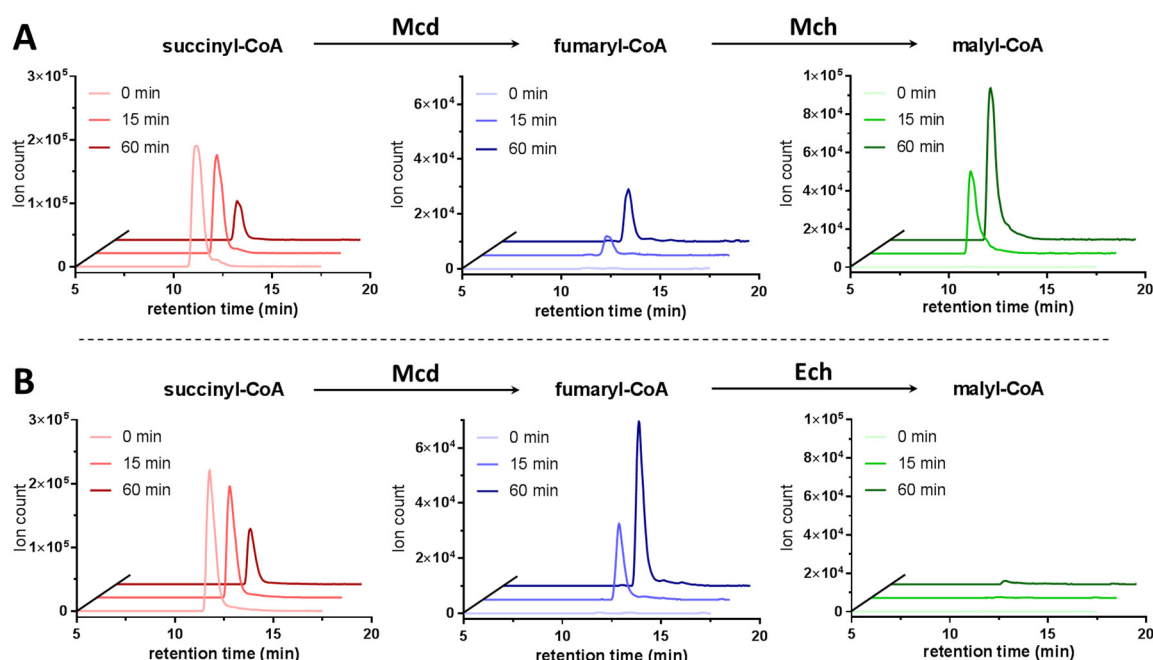 A
succinyl-CoA
Mcd
fumaryl-CoA
Mch
malyl-CoA
3×10⁵
2×10⁵
1×10⁵
0
Ion count
0 min
15 min
60 min
5
10
15
20
retention time (min)
6×10⁴
4×10⁴
2×10⁴
0
Ion count
0 min
15 min
60 min
5
10
15
20
retention time (min)
1×10⁵
8×10⁴
6×10⁴
4×10⁴
2×10⁴
0
Ion count
0 min
15 min
60 min
5
10
15
20
retention time (min)
B
succinyl-CoA
Mcd
fumaryl-CoA
Ech
malyl-CoA
3×10⁵
2×10⁵
1×10⁵
0
Ion count
0 min
15 min
60 min
5
10
15
20
retention time (min)
6×10⁴
4×10⁴
2×10⁴
0
Ion count
0 min
15 min
60 min
5
10
15
20
retention time (min)
1×10⁵
8×10⁴
6×10⁴
4×10⁴
2×10⁴
0
Ion count
0 min
15 min
60 min
5
10
15
20
retention time (min)